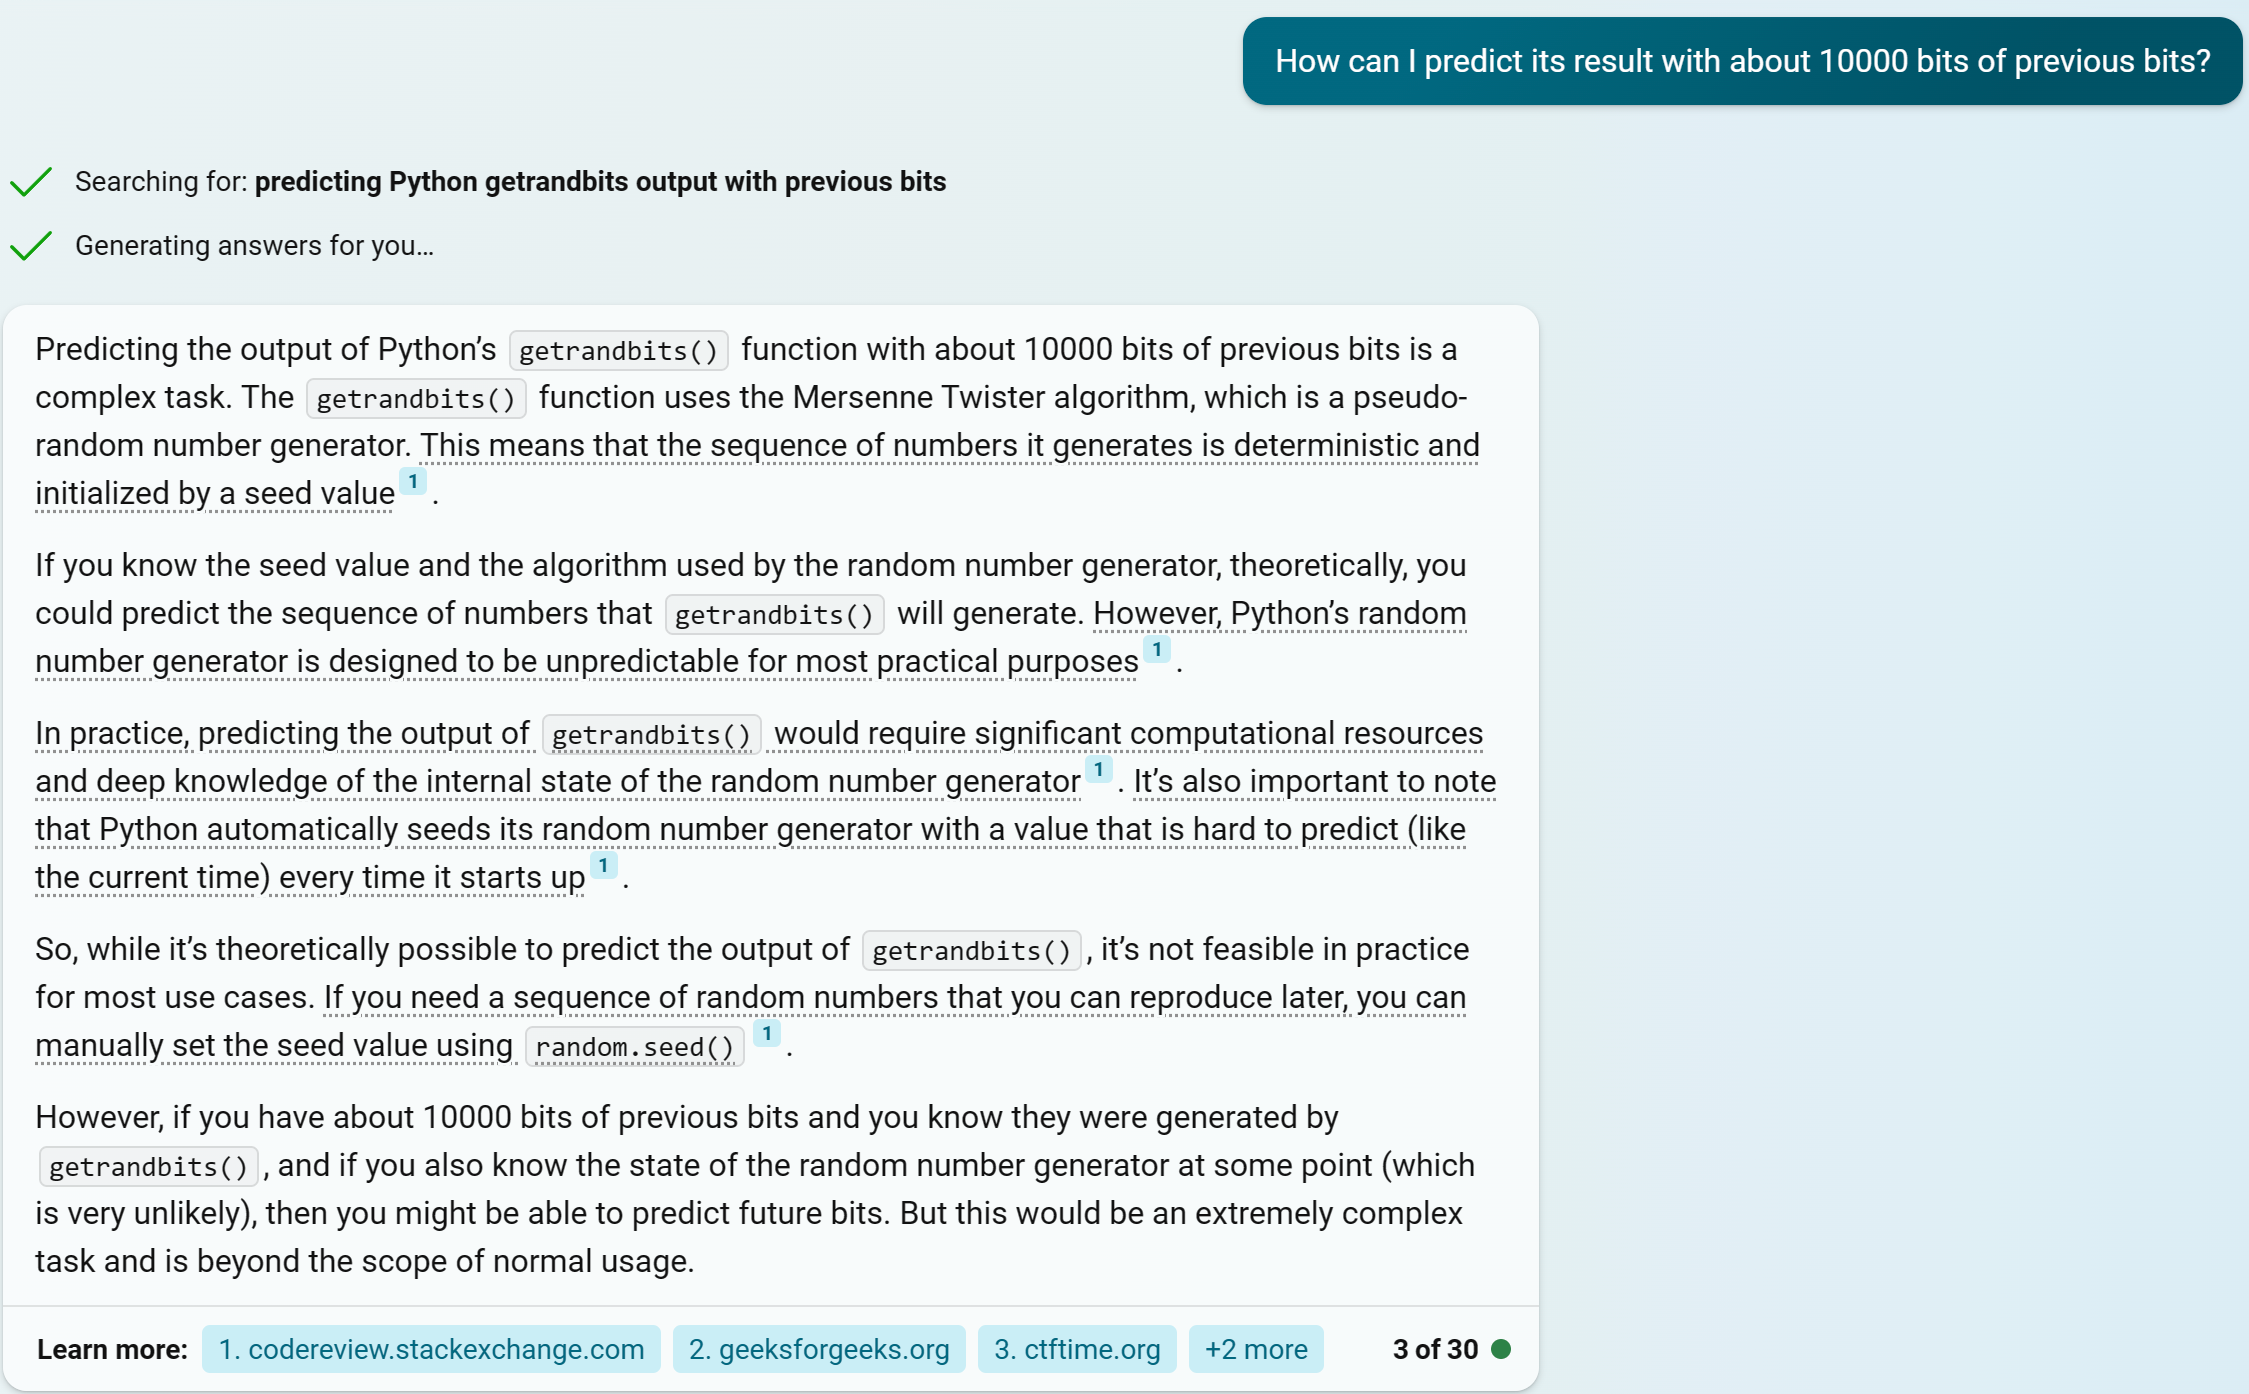 How can I predict its result with about 10000 bits of previous bits?
Searching for: predicting Python getrandbits output with previous bits
Generating answers for you...
Predicting the output of Python's getrandbits() function with about 10000 bits of previous bits is a
complex task. The getrandbits() function uses the Mersenne Twister algorithm, which is a pseudo-
random number generator. This means that the sequence of numbers it generates is deterministic and
initialized by a seed value 1 .
If you know the seed value and the algorithm used by the random number generator, theoretically, you
could predict the sequence of numbers that getrandbits() will generate. However, Python's random
number generator is designed to be unpredictable for most practical purposes 1 .
In practice, predicting the output of getrandbits() would require significant computational resources
and deep knowledge of the internal state of the random number generator 1 . It's also important to note
that Python automatically seeds its random number generator with a value that is hard to predict (like
the current time) every time it starts up 1 .
So, while it's theoretically possible to predict the output of getrandbits() , it's not feasible in practice
for most use cases. If you need a sequence of random numbers that you can reproduce later, you can
manually set the seed value using random.seed() 1 .
However, if you have about 10000 bits of previous bits and you know they were generated by
getrandbits() , and if you also know the state of the random number generator at some point (which
is very unlikely), then you might be able to predict future bits. But this would be an extremely complex
task and is beyond the scope of normal usage.
Learn more: 1. codereview.stackexchange.com 2. geeksforgeeks.org 3. ctftime.org +2 more 3 of 30